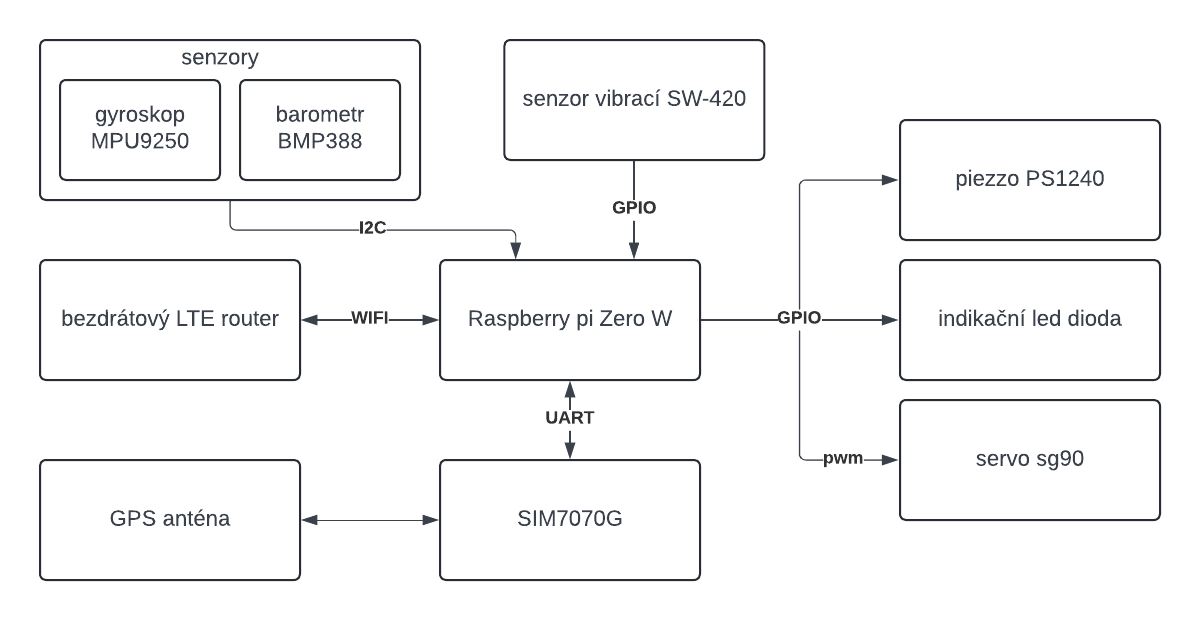 senzory
gyroskop
MPU9250
barometr
BMP388
senzor vibrací SW-420
piezzo PS1240
GPIO
I2C
bezdrátový LTE router
WIFI
Raspberry pi Zero W
GPIO
indikační led dioda
UART
pwm
servo sg90
GPS anténa
SIM7070G